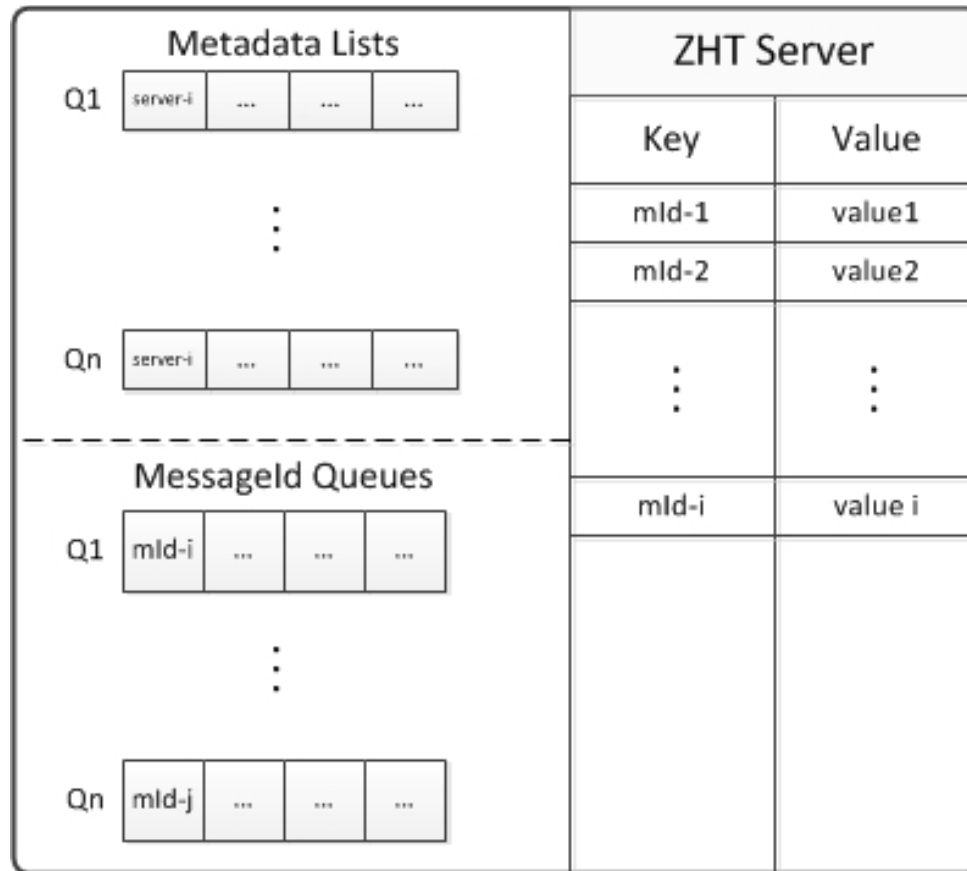 Metadata Lists
Q1 server-i ... ... ...
⋮
Qn server-i ... ... ...
MessageId Queues
Q1 mId-i ... ... ...
⋮
Qn mId-j ... ... ...
ZHT Server
Key Value
mId-1 value1
mId-2 value2
⋮ ⋮
mId-i value i